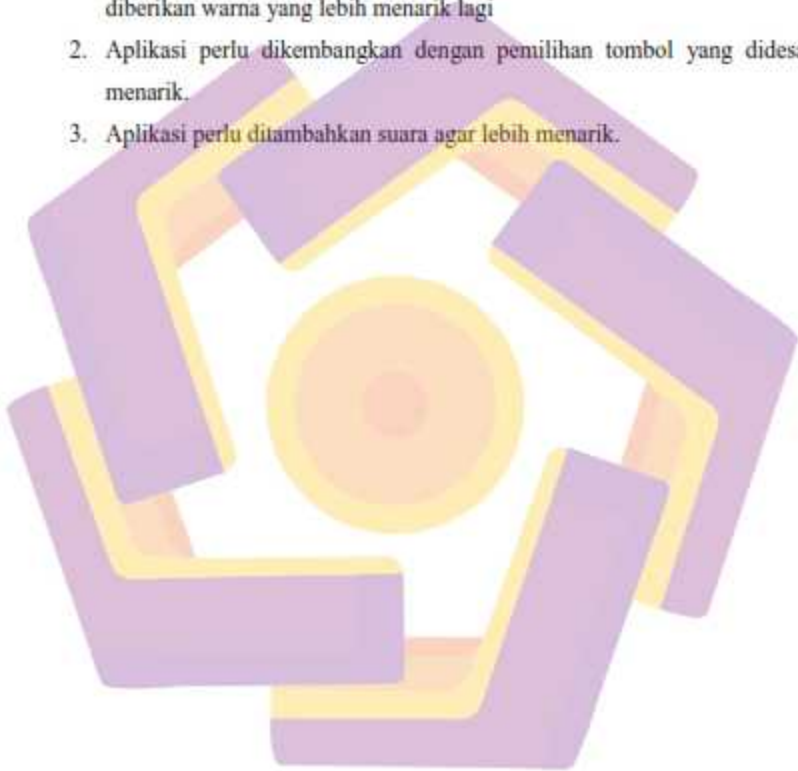 diberikan warna yang lebih menarik lagi
2. Aplikasi perlu dikembangkan dengan pemilihan tombol yang
menarik.
3. Aplikasi perlu ditambahkan suara agar lebih menarik.